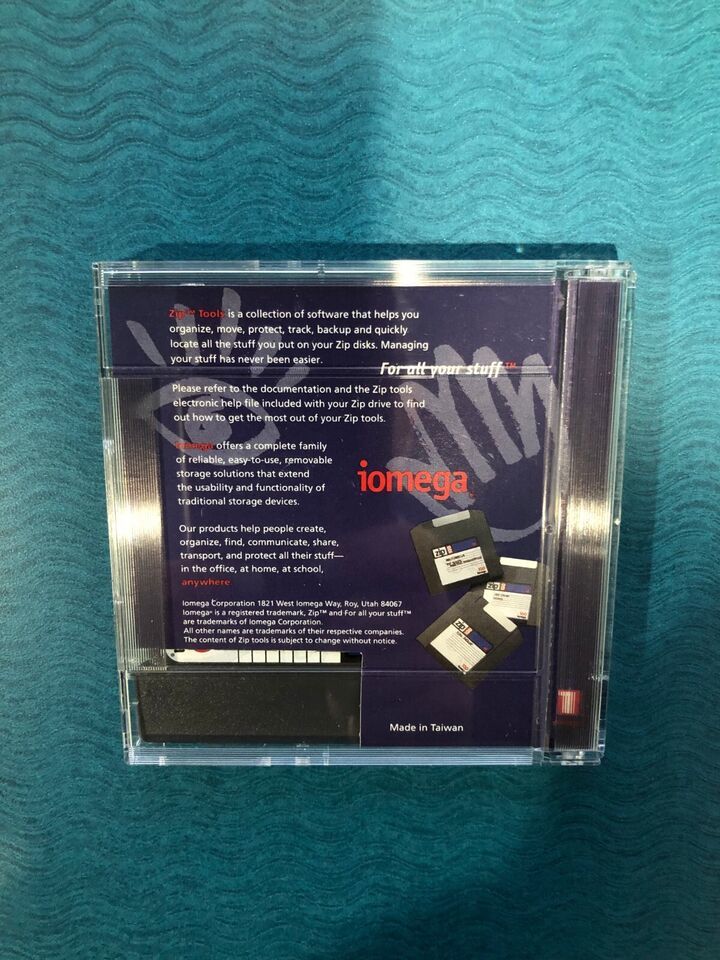 Zip™ Tools is a collection of software that helps you
organize, move, protect, track, backup and quickly
locate all the stuff you put on your Zip disks. Managing
your stuff has never been easier.
For all your stuff™
Please refer to the documentation and the Zip tools
electronic help file included with your Zip drive to find
out how to get the most out of your Zip tools.
Iomega offers a complete family
of reliable, easy-to-use, removable
storage solutions that extend
the usability and functionality of
traditional storage devices.
iomega
Our products help people create,
organize, find, communicate, share,
transport, and protect all their stuff—
in the office, at home, at school,
anywhere
zip
zip
zip
Iomega Corporation 1821 West Iomega Way, Roy, Utah 84067
Iomega® is a registered trademark, Zip™ and For all your stuff™
are trademarks of Iomega Corporation.
All other names are trademarks of their respective companies.
The content of Zip tools is subject to change without notice.
Made in Taiwan